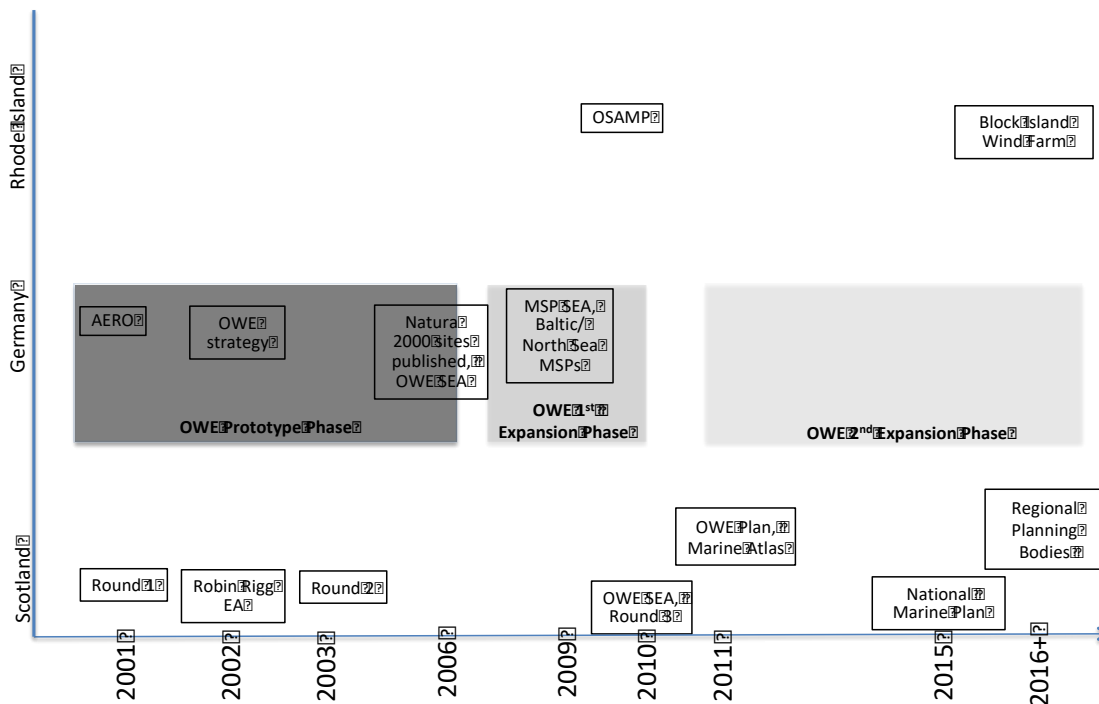 Rhode Island
OSAMP
Block Island
Wind Farm
Germany
AERO
OWE
strategy
Natura
2000 sites
published,
OWE SEA
MSP SEA,
Baltic/
North Sea
MSPs
OWE Prototype Phase
OWE 1st
Expansion Phase
OWE 2nd Expansion Phase
Scotland
Round 1
Robin Rigg
EA
Round 2
OWE SEA,
Round 3
OWE Plan,
Marine Atlas
National
Marine Plan
Regional
Planning
Bodies
2001
2002
2003
2006
2009
2010
2011
2015
2016+